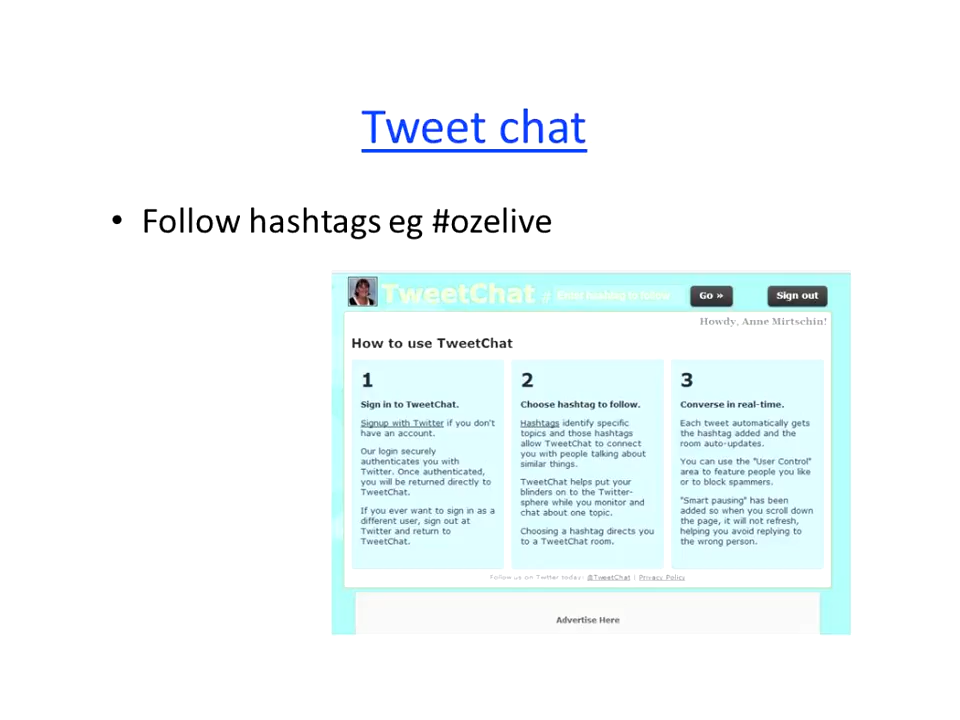 Tweet chat
• Follow hashtags eg #ozelive
TweetChat # Enter hashtag to follow Go » Sign out
Howdy, Anne Mirtschin!
How to use TweetChat
1
Sign in to TweetChat.
Signup with Twitter if you don't
have an account.
Our login securely
authenticates you with
Twitter. Once authenticated,
you will be returned directly to
TweetChat.
If you ever want to sign in as a
different user, sign out at
Twitter and return to
TweetChat.
2
Choose hashtag to follow.
Hashtags identify specific
topics and those hashtags
allow TweetChat to connect
you with people talking about
similar things.
TweetChat helps put your
blinders on to the Twitter-
sphere while you monitor and
chat about one topic.
Choosing a hashtag directs you
to a TweetChat room.
3
Converse in real-time.
Each tweet automatically gets
the hashtag added and the
room auto-updates.
You can use the "User Control"
area to feature people you like
or to block spammers.
"Smart pausing" has been
added so when you scroll down
the page, it will not refresh,
helping you avoid replying to
the wrong person.
Follow us on Twitter today: @TweetChat | Privacy Policy
Advertise Here